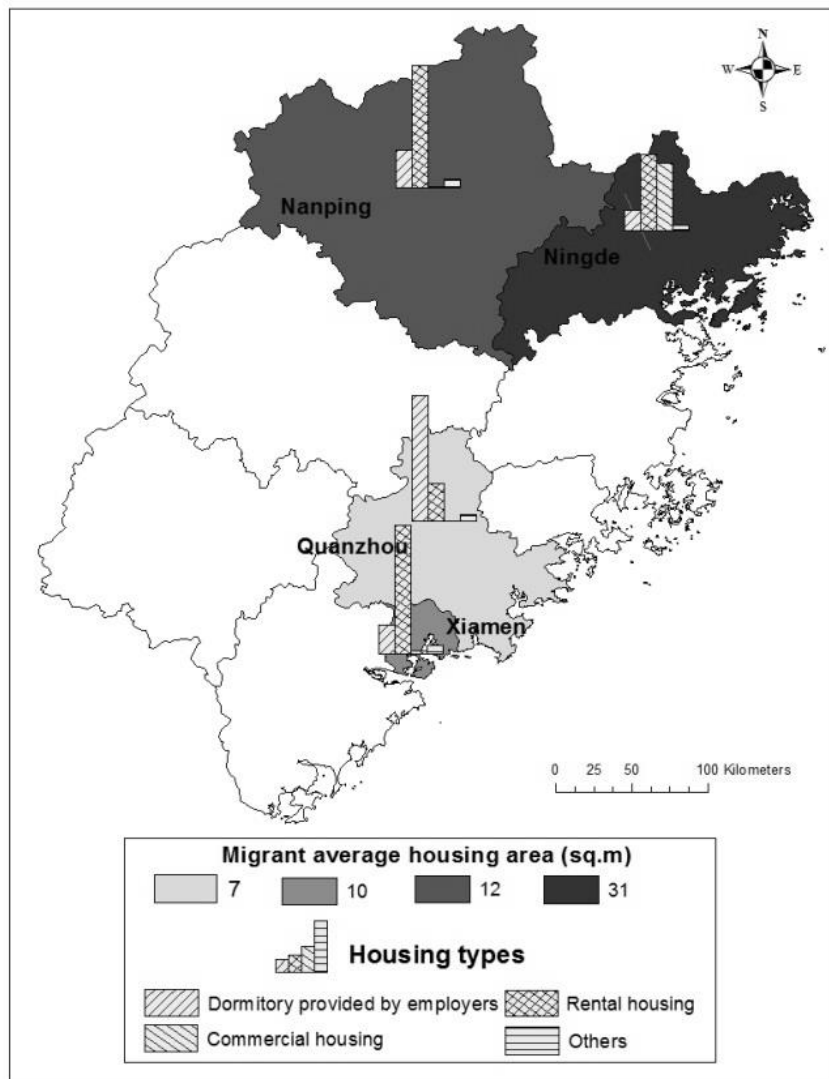 N
W E
S
Nanping
Ningde
Quanzhou
Xiamen
0 25 50 100 Kilometers
Migrant average housing area (sq.m)
7 10 12 31
Housing types
Dormitory provided by employers Rental housing
Commercial housing Others